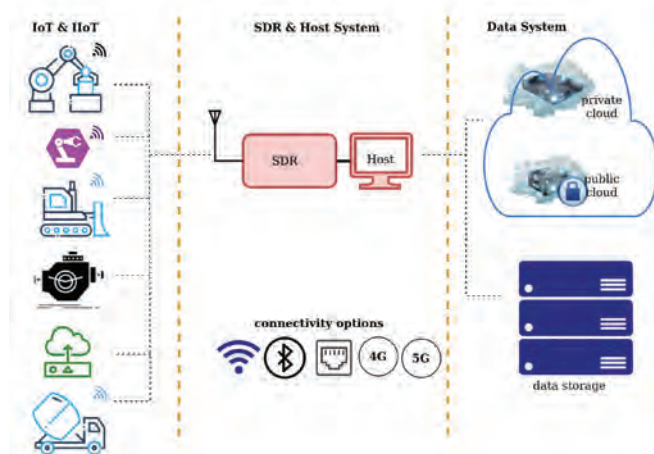 IoT & IIoT
SDR & Host System
Data System
private
cloud
SDR
Host
public
cloud
connectivity options
4G
5G
data storage